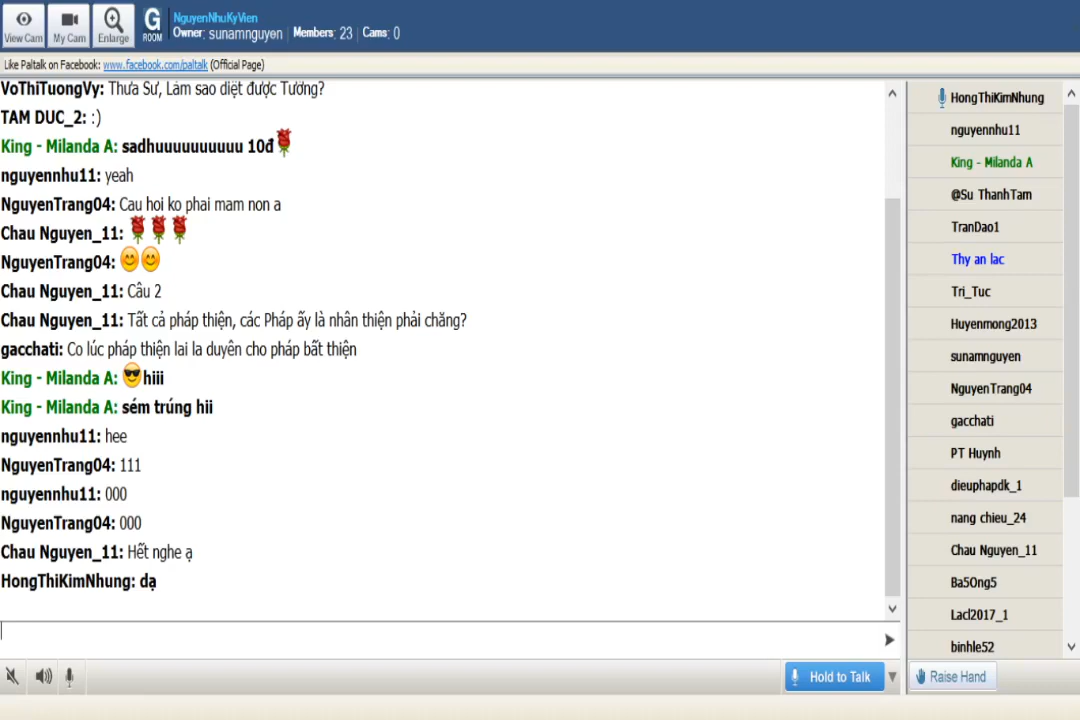 View Cam
My Cam
Enlarge
G
ROOM
NguyenNhuKyVien
Owner: sunamnguyen | Members: 23 | Cams: 0
Like Paltalk on Facebook: www.facebook.com/paltalk (Official Page)
VoThiTuongVy: Thưa Sư, Làm sao diệt được Tưởng?
TAM DUC_2: :)
King - Milanda A: sadhuuuuuuuuuu 10đ
nguyennhu11: yeah
NguyenTrang04: Cau hoi ko phai mam non a
Chau Nguyen_11:
NguyenTrang04:
Chau Nguyen_11: Câu 2
Chau Nguyen_11: Tất cả pháp thiện, các Pháp ấy là nhân thiện phải chăng?
gacchati: Co lúc pháp thiện lai la duyên cho pháp bất thiện
King - Milanda A: hiii
King - Milanda A: sém trúng hii
nguyennhu11: hee
NguyenTrang04: 111
nguyennhu11: 000
NguyenTrang04: 000
Chau Nguyen_11: Hết nghe ạ
HongThiKimNhung: dạ
HongThiKimNhung
nguyennhu11
King - Milanda A
@Su ThanhTam
TranDao1
Thy an lac
Tri_Tuc
Huyenmong2013
sunamnguyen
NguyenTrang04
gacchati
PT Huynh
dieuphapdk_1
nang chieu_24
Chau Nguyen_11
Ba5Ong5
Lacl2017_1
binhle52
Hold to Talk
Raise Hand